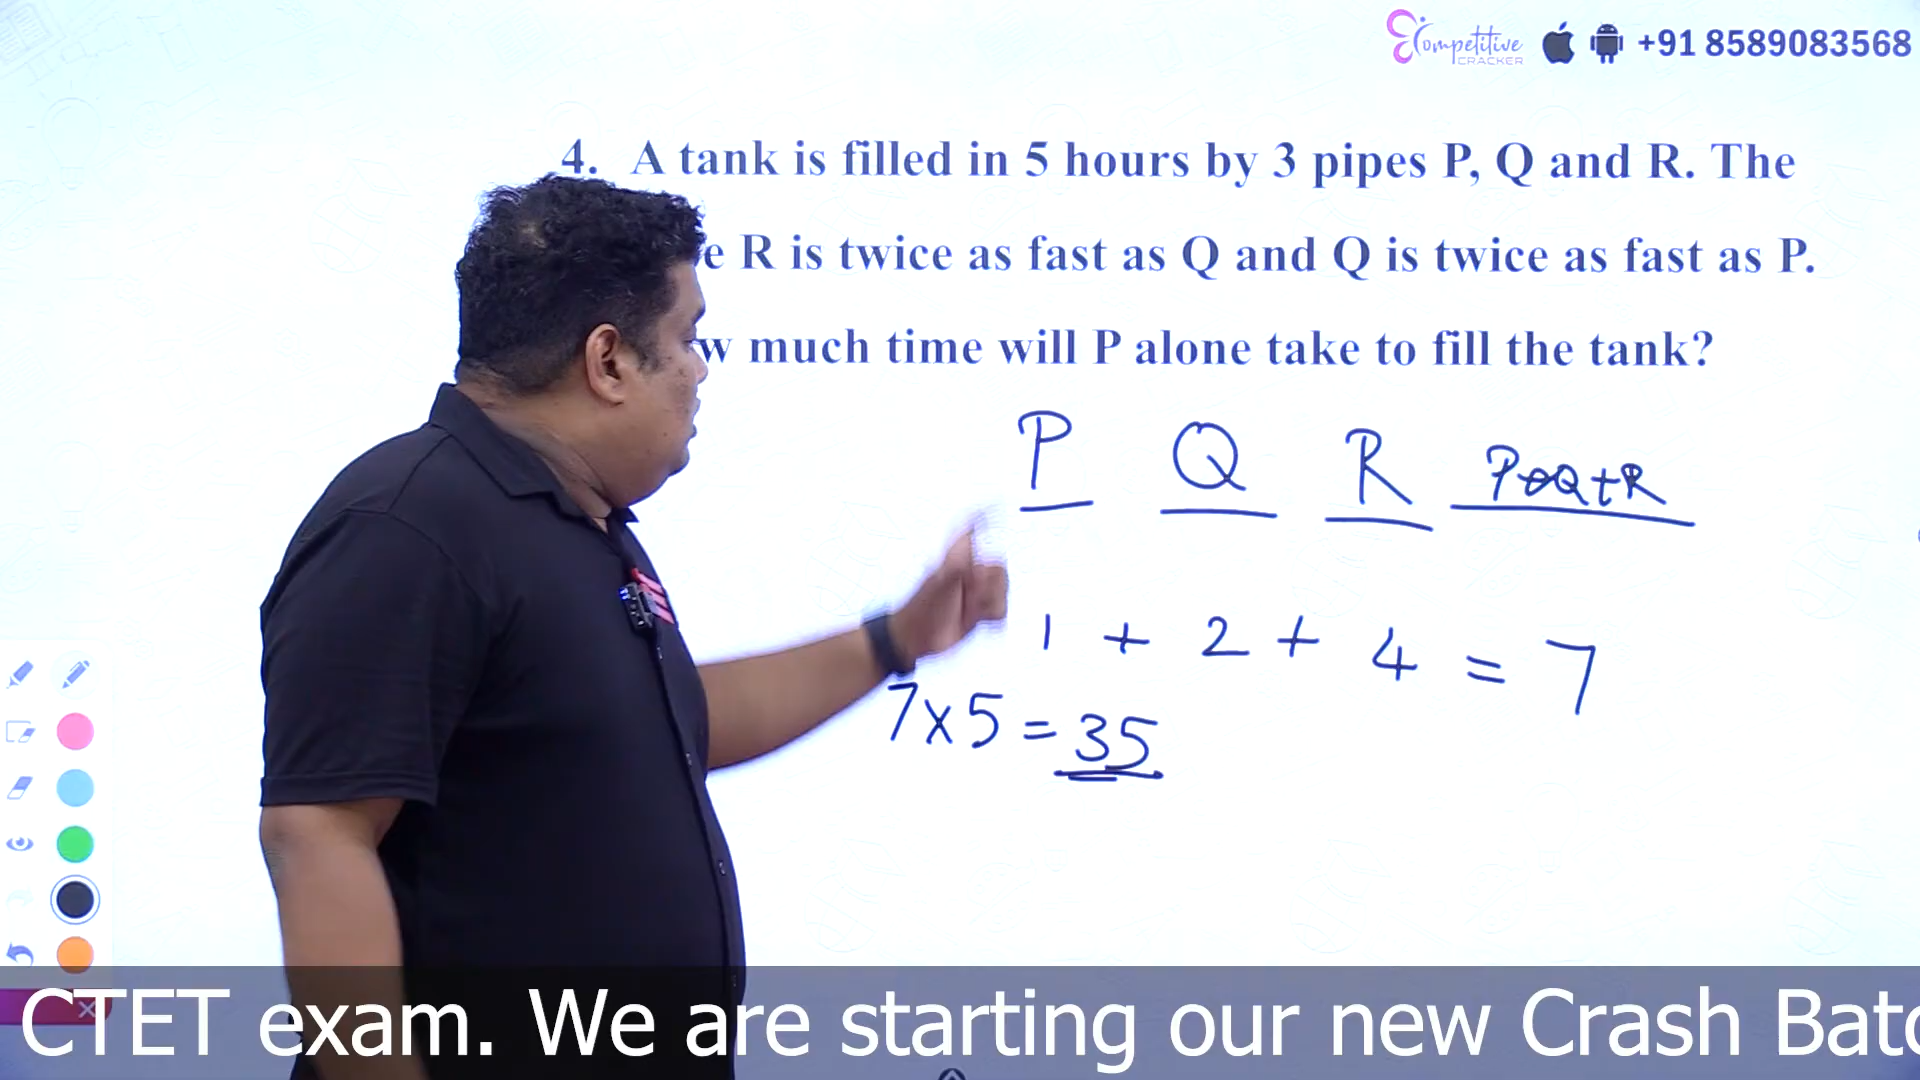 Competitive CRACKER +91 8589083568
4. A tank is filled in 5 hours by 3 pipes P, Q and R. The
e R is twice as fast as Q and Q is twice as fast as P.
w much time will P alone take to fill the tank?
P Q R P+Q+R
1 + 2 + 4 = 7
7x5 = 35
CTET exam. We are starting our new Crash Batc